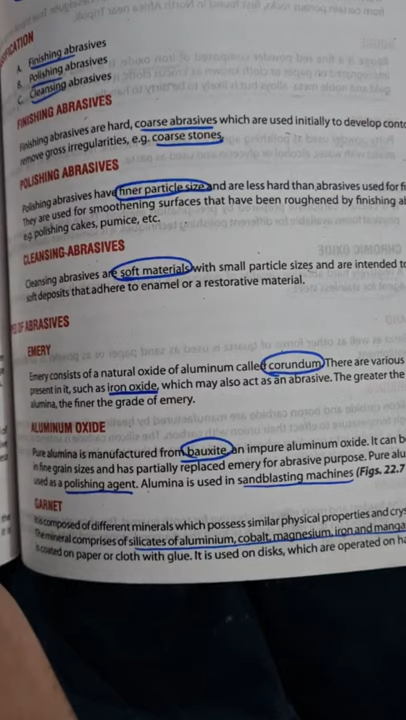 A. Finishing abrasives
B. Polishing abrasives
C. Cleansing abrasives
FINISHING ABRASIVES
Finishing abrasives are hard, coarse abrasives which are used initially to develop
remove gross irregularities, e.g. coarse stones.
POLISHING ABRASIVES
Polishing abrasives have finer particle size and are less hard than abrasives used for
They are used for smoothening surfaces that have been roughened by finishing
e.g. polishing cakes, pumice, etc.
CLEANSING ABRASIVES
Cleansing abrasives are soft materials with small particle sizes and are intended to
soft deposits that adhere to enamel or a restorative material.
OF ABRASIVES
EMERY
Emery consists of a natural oxide of aluminum called corundum. There are various
present in it, such as iron oxide, which may also act as an abrasive. The greater the
alumina, the finer the grade of emery.
ALUMINUM OXIDE
Pure alumina is manufactured from bauxite, an impure aluminum oxide. It can
in fine grain sizes and has partially replaced emery for abrasive purpose. Pure
used as a polishing agent. Alumina is used in sandblasting machines (Figs. 22.7
GARNET
It is composed of different minerals which possess similar physical properties and
The mineral comprises of silicates of aluminium, cobalt, magnesium, iron and
is coated on paper or cloth with glue. It is used on disks, which are operated on